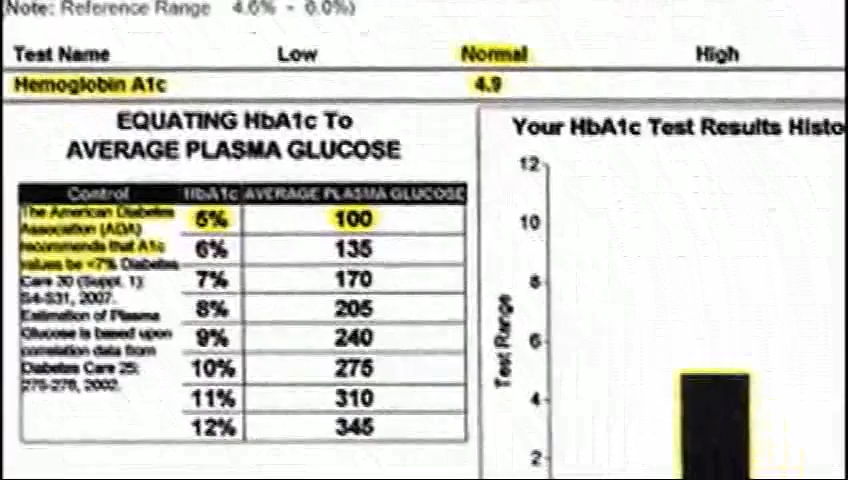 (Note: Reference Range 4.0% - 6.0%)
Test Name Low Normal High
Hemoglobin A1c 4.9
EQUATING HbA1c To
AVERAGE PLASMA GLUCOSE
Control HbA1c AVERAGE PLASMA GLUCOSE
The American Diabetes
Association (ADA)
recommends that A1c
values be <7% Diabetes
Care 30 (Suppl. 1):
S4-S31, 2007.
Estimation of Plasma
Glucose is based upon
correlation data from
Diabetes Care 25:
275-278, 2002.
5% 100
6% 135
7% 170
8% 205
9% 240
10% 275
11% 310
12% 345
Your HbA1c Test Results Histo
Test Range
12
10
8
6
4
2